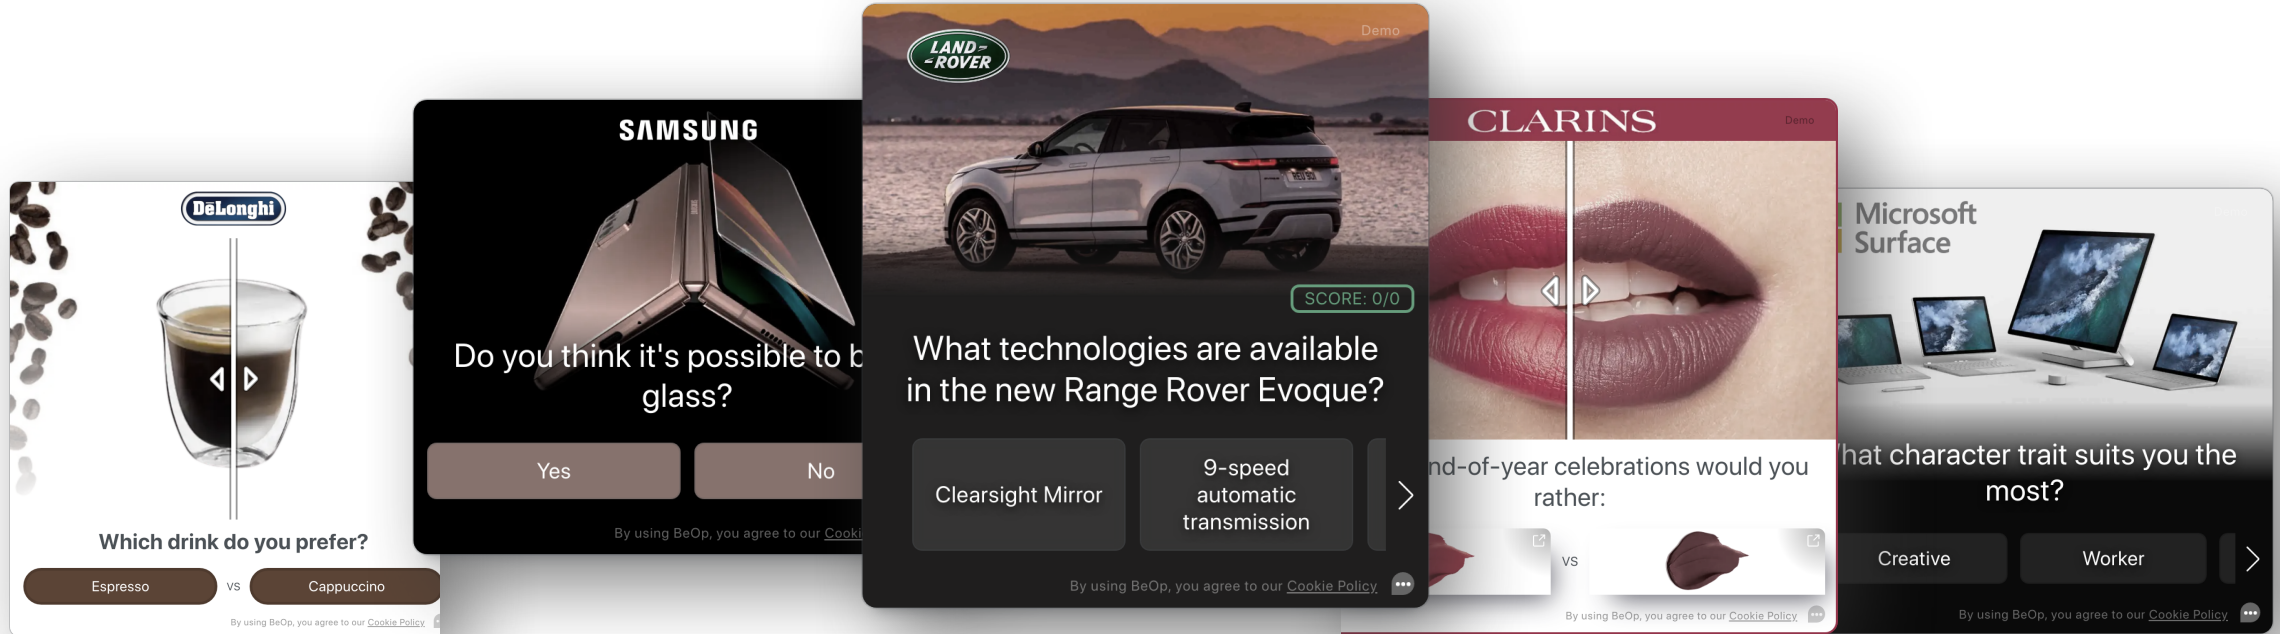 DeLonghi
Which drink do you prefer?
Espresso
vs
Cappuccino
By using BeOp, you agree to our Cookie Policy
SAMSUNG
Do you think it's possible to b
glass?
Yes
No
By using BeOp, you agree to our Cooki
Demo
LAND-
-ROVER
SCORE: 0/0
What technologies are available
in the new Range Rover Evoque?
Clearsight Mirror
9-speed
automatic
transmission
By using BeOp, you agree to our Cookie Policy
CLARINS
Demo
nd-of-year celebrations would you
rather:
vs
By using BeOp, you agree to our Cookie Policy
Microsoft
Surface
hat character trait suits you the
most?
Creative
Worker
By using BeOp, you agree to our Cookie Policy